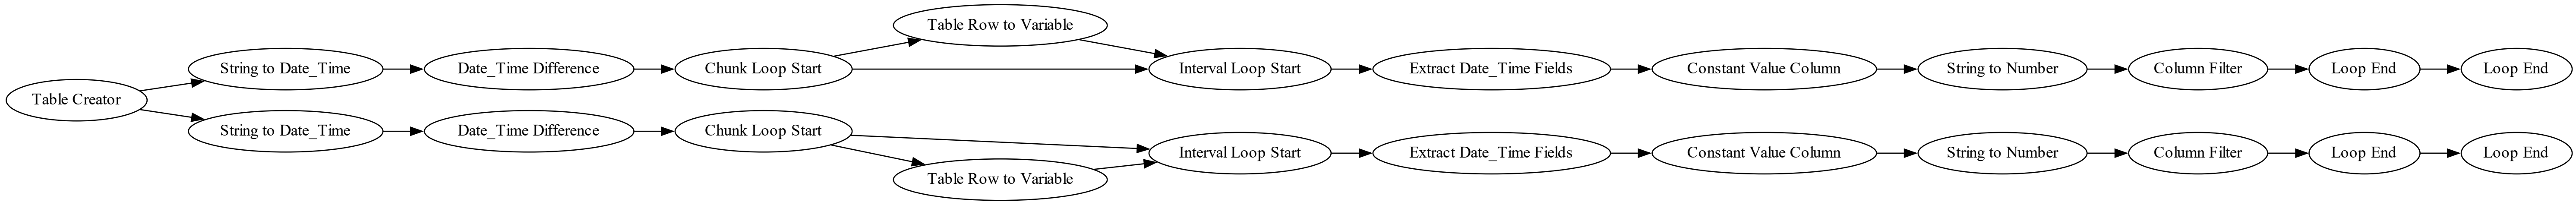 Table Creator
String to Date_Time
Date_Time Difference
Chunk Loop Start
Table Row to Variable
Interval Loop Start
Extract Date_Time Fields
Constant Value Column
String to Number
Column Filter
Loop End
Loop End
String to Date_Time
Date_Time Difference
Chunk Loop Start
Table Row to Variable
Interval Loop Start
Extract Date_Time Fields
Constant Value Column
String to Number
Column Filter
Loop End
Loop End